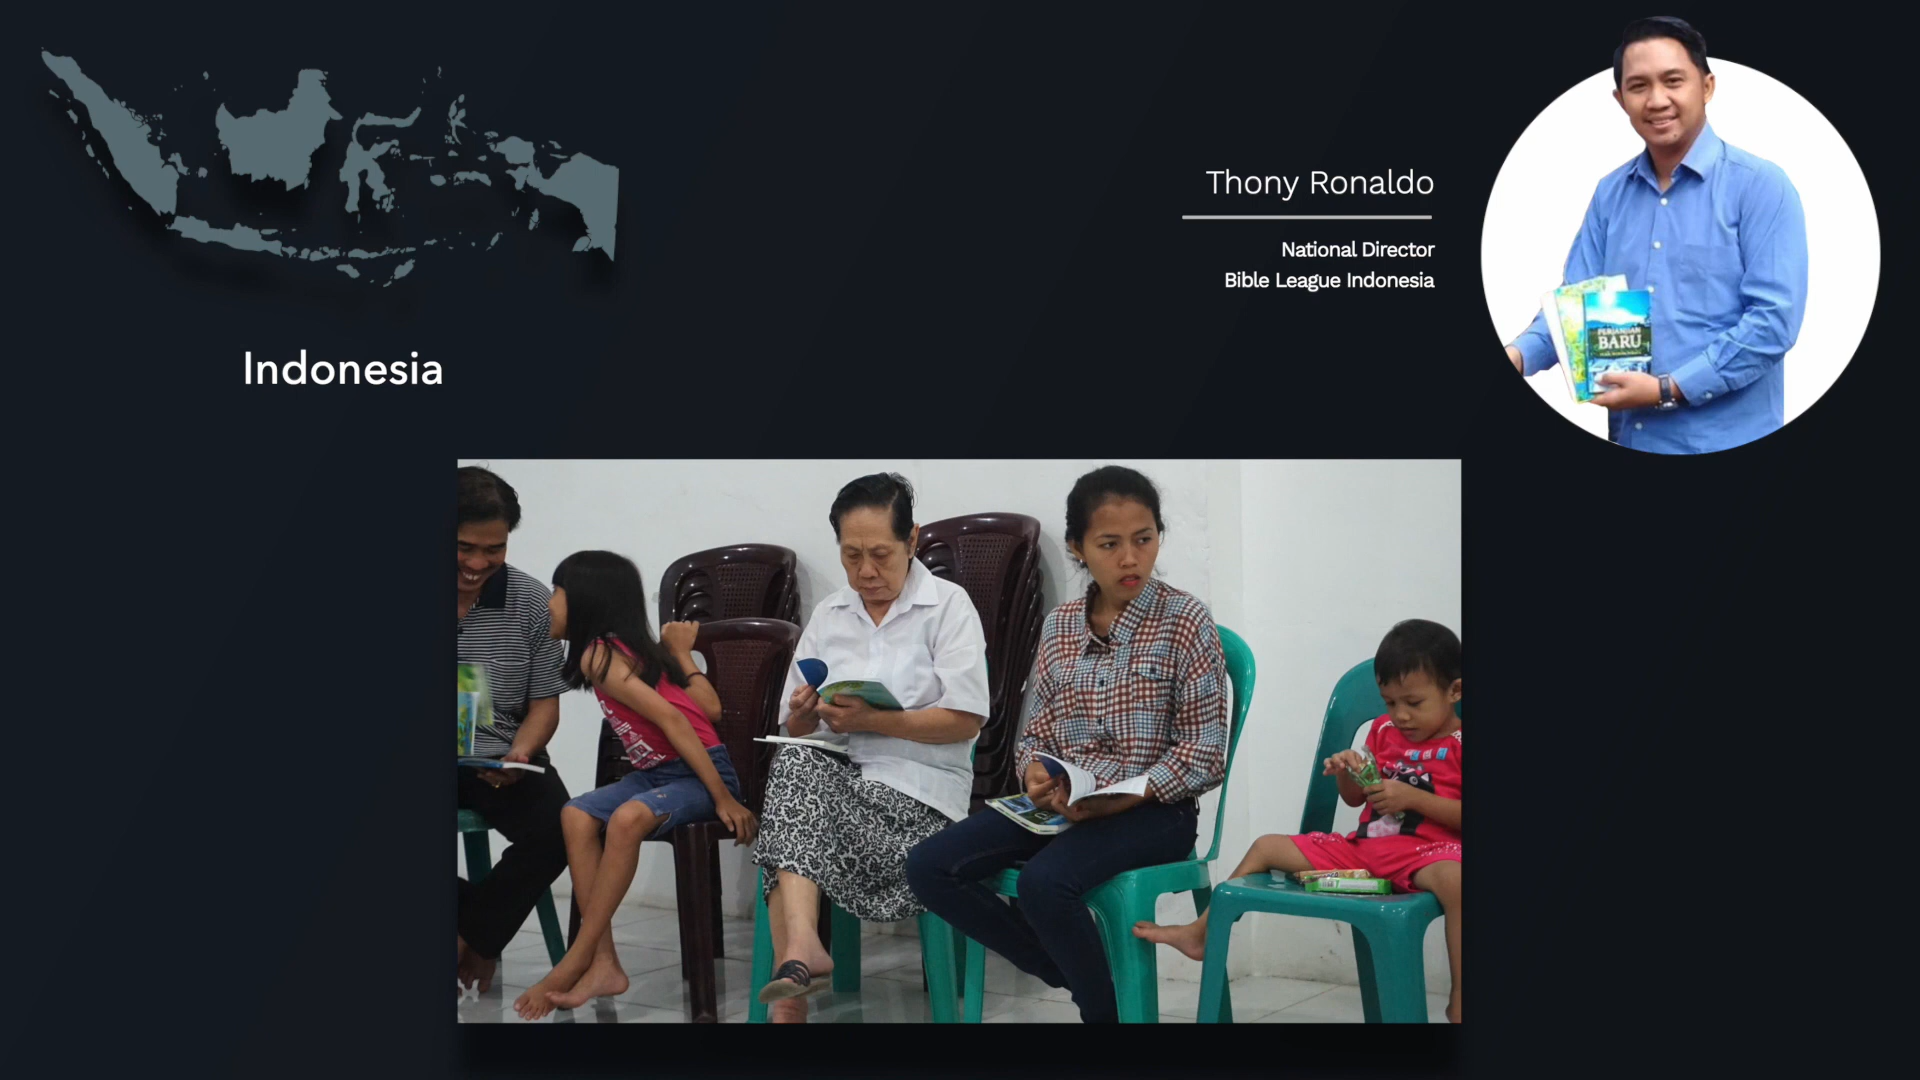 Thony Ronaldo
National Director
Bible League Indonesia
PERJANJIAN
BARU
Indonesia